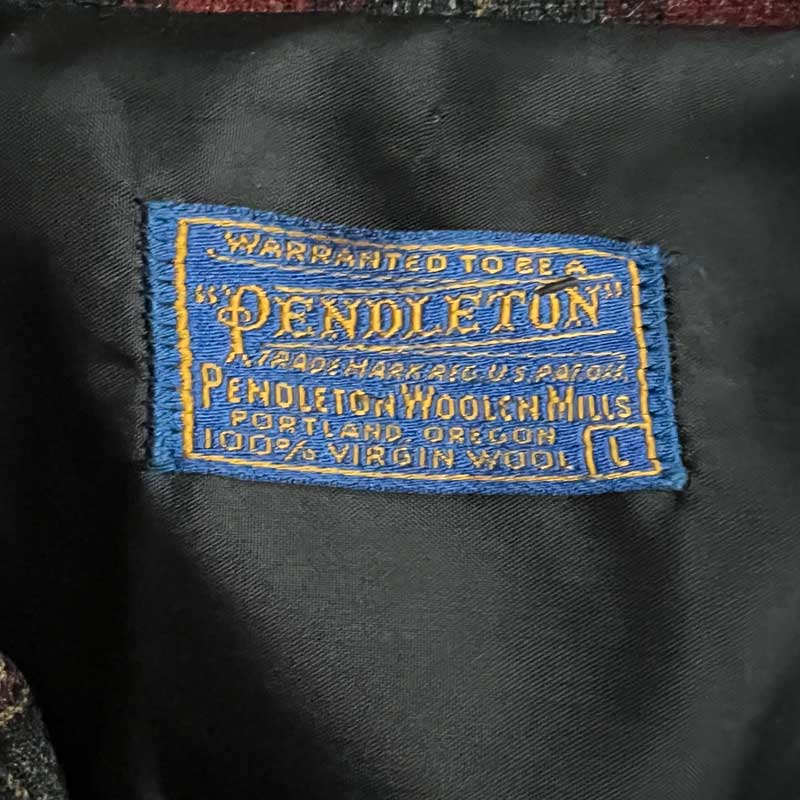 WARRANTED TO BE A
"PENDLETON"
TRADE MARK REG. U.S. PAT. OFF.
PENDLETON WOOLEN MILLS
PORTLAND, OREGON
100% VIRGIN WOOL L